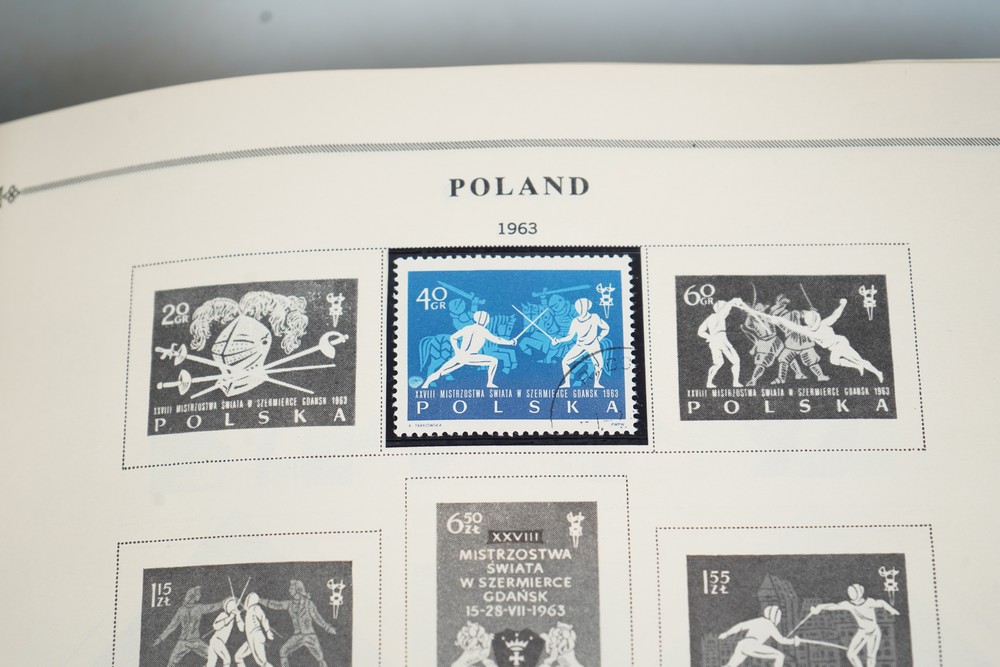 POLAND
1963
20
GR
XXVIII MISTRZOSTWA ŚWIATA W SZERMIERCE GDAŃSK 1963
POLSKA
40
GR
XXVIII MISTRZOSTWA ŚWIATA W SZERMIERCE GDAŃSK 1963
POLSKA
60
GR
XXVIII MISTRZOSTWA ŚWIATA W SZERMIERCE GDAŃSK 1963
POLSKA
1 15
ZŁ
6 50
ZŁ
XXVIII
MISTRZOSTWA
ŚWIATA
W SZERMIERCE
GDAŃSK
15-28-VII-1963
1 55
ZŁ